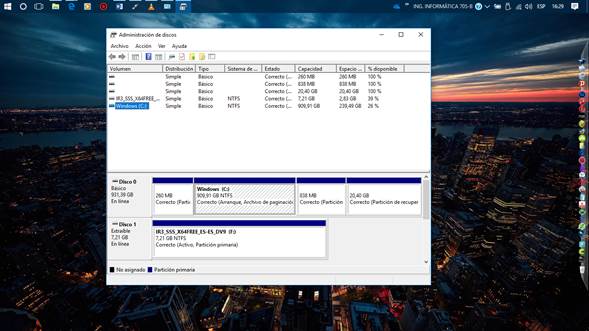 ING. INFORMÁTICA 705-B
ESP
16:29
Administración de discos
Archivo Acción Ver Ayuda
Volumen Distribución Tipo Sistema de ... Estado Capacidad Espacio ... % disponible
Simple Básico Correcto (... 260 MB 260 MB 100 %
Simple Básico Correcto (... 838 MB 838 MB 100 %
Simple Básico Correcto (... 20,40 GB 20,40 GB 100 %
IR3_SSS_X64FREE_... Simple Básico NTFS Correcto (... 7,21 GB 2,83 GB 39 %
Windows (C:) Simple Básico NTFS Correcto (... 909,91 GB 239,49 GB 26 %
Disco 0
Básico
931,39 GB
En línea
260 MB
Correcto (Parti
Windows (C:)
909,91 GB NTFS
Correcto (Arranque, Archivo de paginació
838 MB
Correcto (Partición
20,40 GB
Correcto (Partición de recuper
Disco 1
Extraíble
7,21 GB
En línea
IR3_SSS_X64FREE_ES-ES_DV9 (F:)
7,21 GB NTFS
Correcto (Activo, Partición primaria)
No asignado Partición primaria